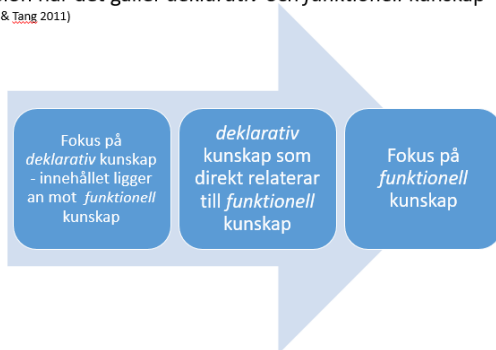 när det gäller deklarativ och funktionell kunskap
& Tang 2011)
Fokus på
deklarativ kunskap
- innehållet ligger
an mot funktionell
kunskap
deklarativ
kunskap som
direkt relaterar
till funktionell
kunskap
Fokus på
funktionell
kunskap